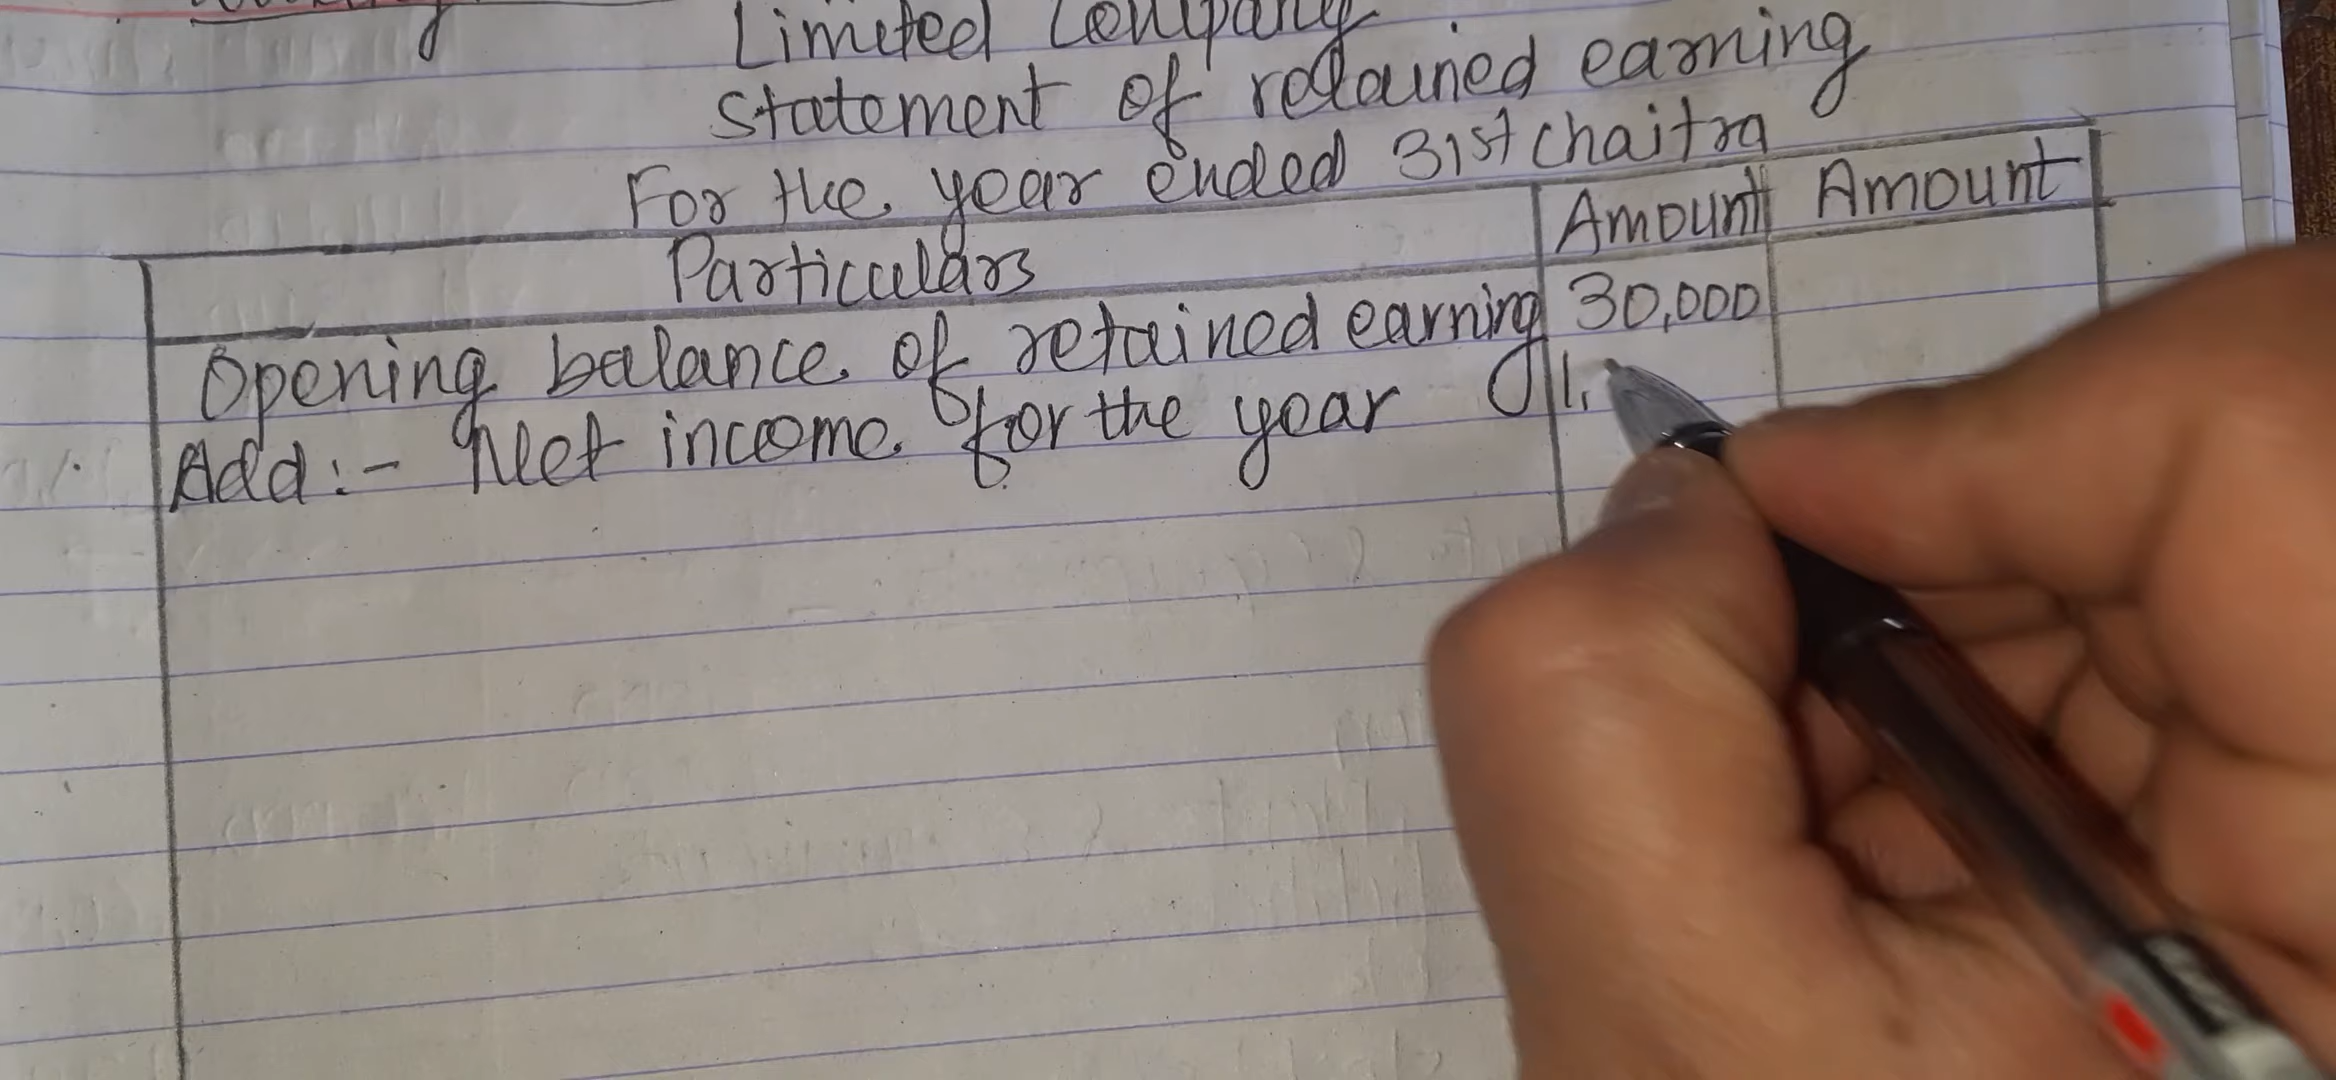 Limited Company
Statement of retained earning
For the year ended 31st chaitra
Particulars Amount Amount
Opening balance of retained earning 30,000
Add:- Net income for the year 1,